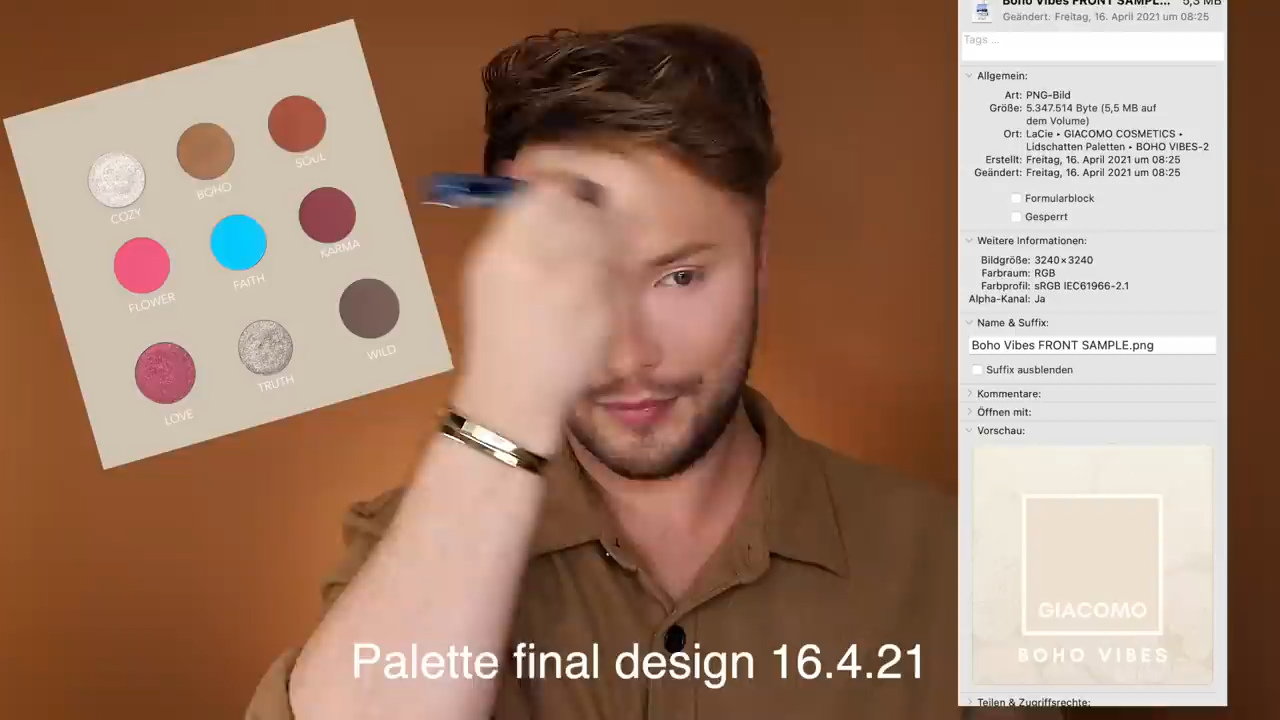 COZY
BOHO
SOUL
FLOWER
FAITH
KARMA
LOVE
TRUTH
WILD
Palette final design 16.4.21
Boho Vibes FRONT SAMPLE... 5,3 MB
Geändert: Freitag, 16. April 2021 um 08:25
Tags ...
Allgemein:
Art: PNG-Bild
Größe: 5.347.514 Byte (5,5 MB auf
dem Volume)
Ort: LaCie • GIACOMO COSMETICS •
Lidschatten Paletten • BOHO VIBES-2
Erstellt: Freitag, 16. April 2021 um 08:25
Geändert: Freitag, 16. April 2021 um 08:25
Formularblock
Gesperrt
Weitere Informationen:
Bildgröße: 3240×3240
Farbraum: RGB
Farbprofil: sRGB IEC61966-2.1
Alpha-Kanal: Ja
Name & Suffix:
Boho Vibes FRONT SAMPLE.png
Suffix ausblenden
Kommentare:
Öffnen mit:
Vorschau:
GIACOMO
BOHO VIBES
Teilen & Zugriffsrechte: